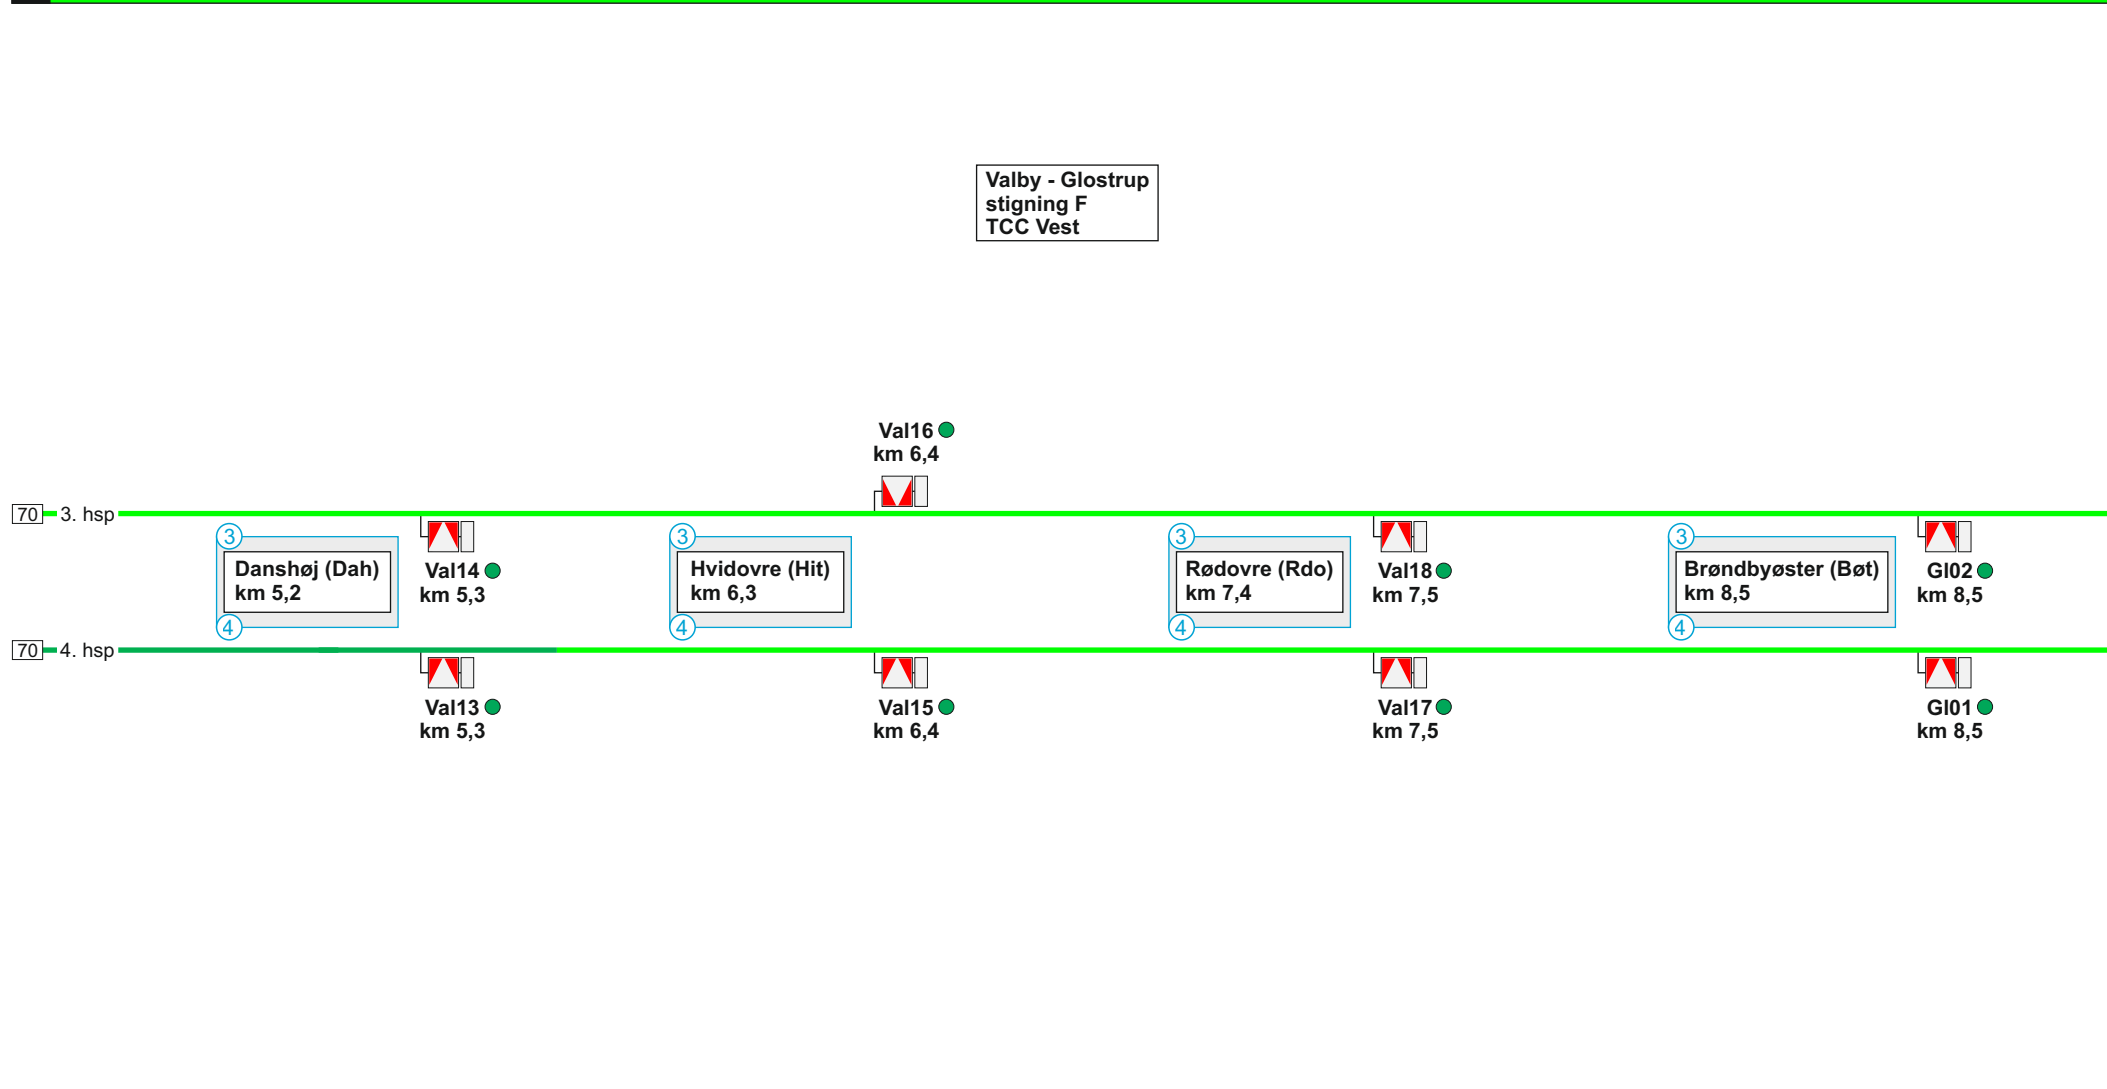 Valby - Glostrup
stigning F
TCC Vest
Val16
km 6,4
70 3. hsp
3
3
3
3
Danshøj (Dah)
km 5,2
Val14
km 5,3
Hvidovre (Hit)
km 6,3
Rødovre (Rdo)
km 7,4
Val18
km 7,5
Brøndbyøster (Bøt)
km 8,5
Gl02
km 8,5
4
4
4
4
70 4. hsp
Val13
km 5,3
Val15
km 6,4
Val17
km 7,5
Gl01
km 8,5